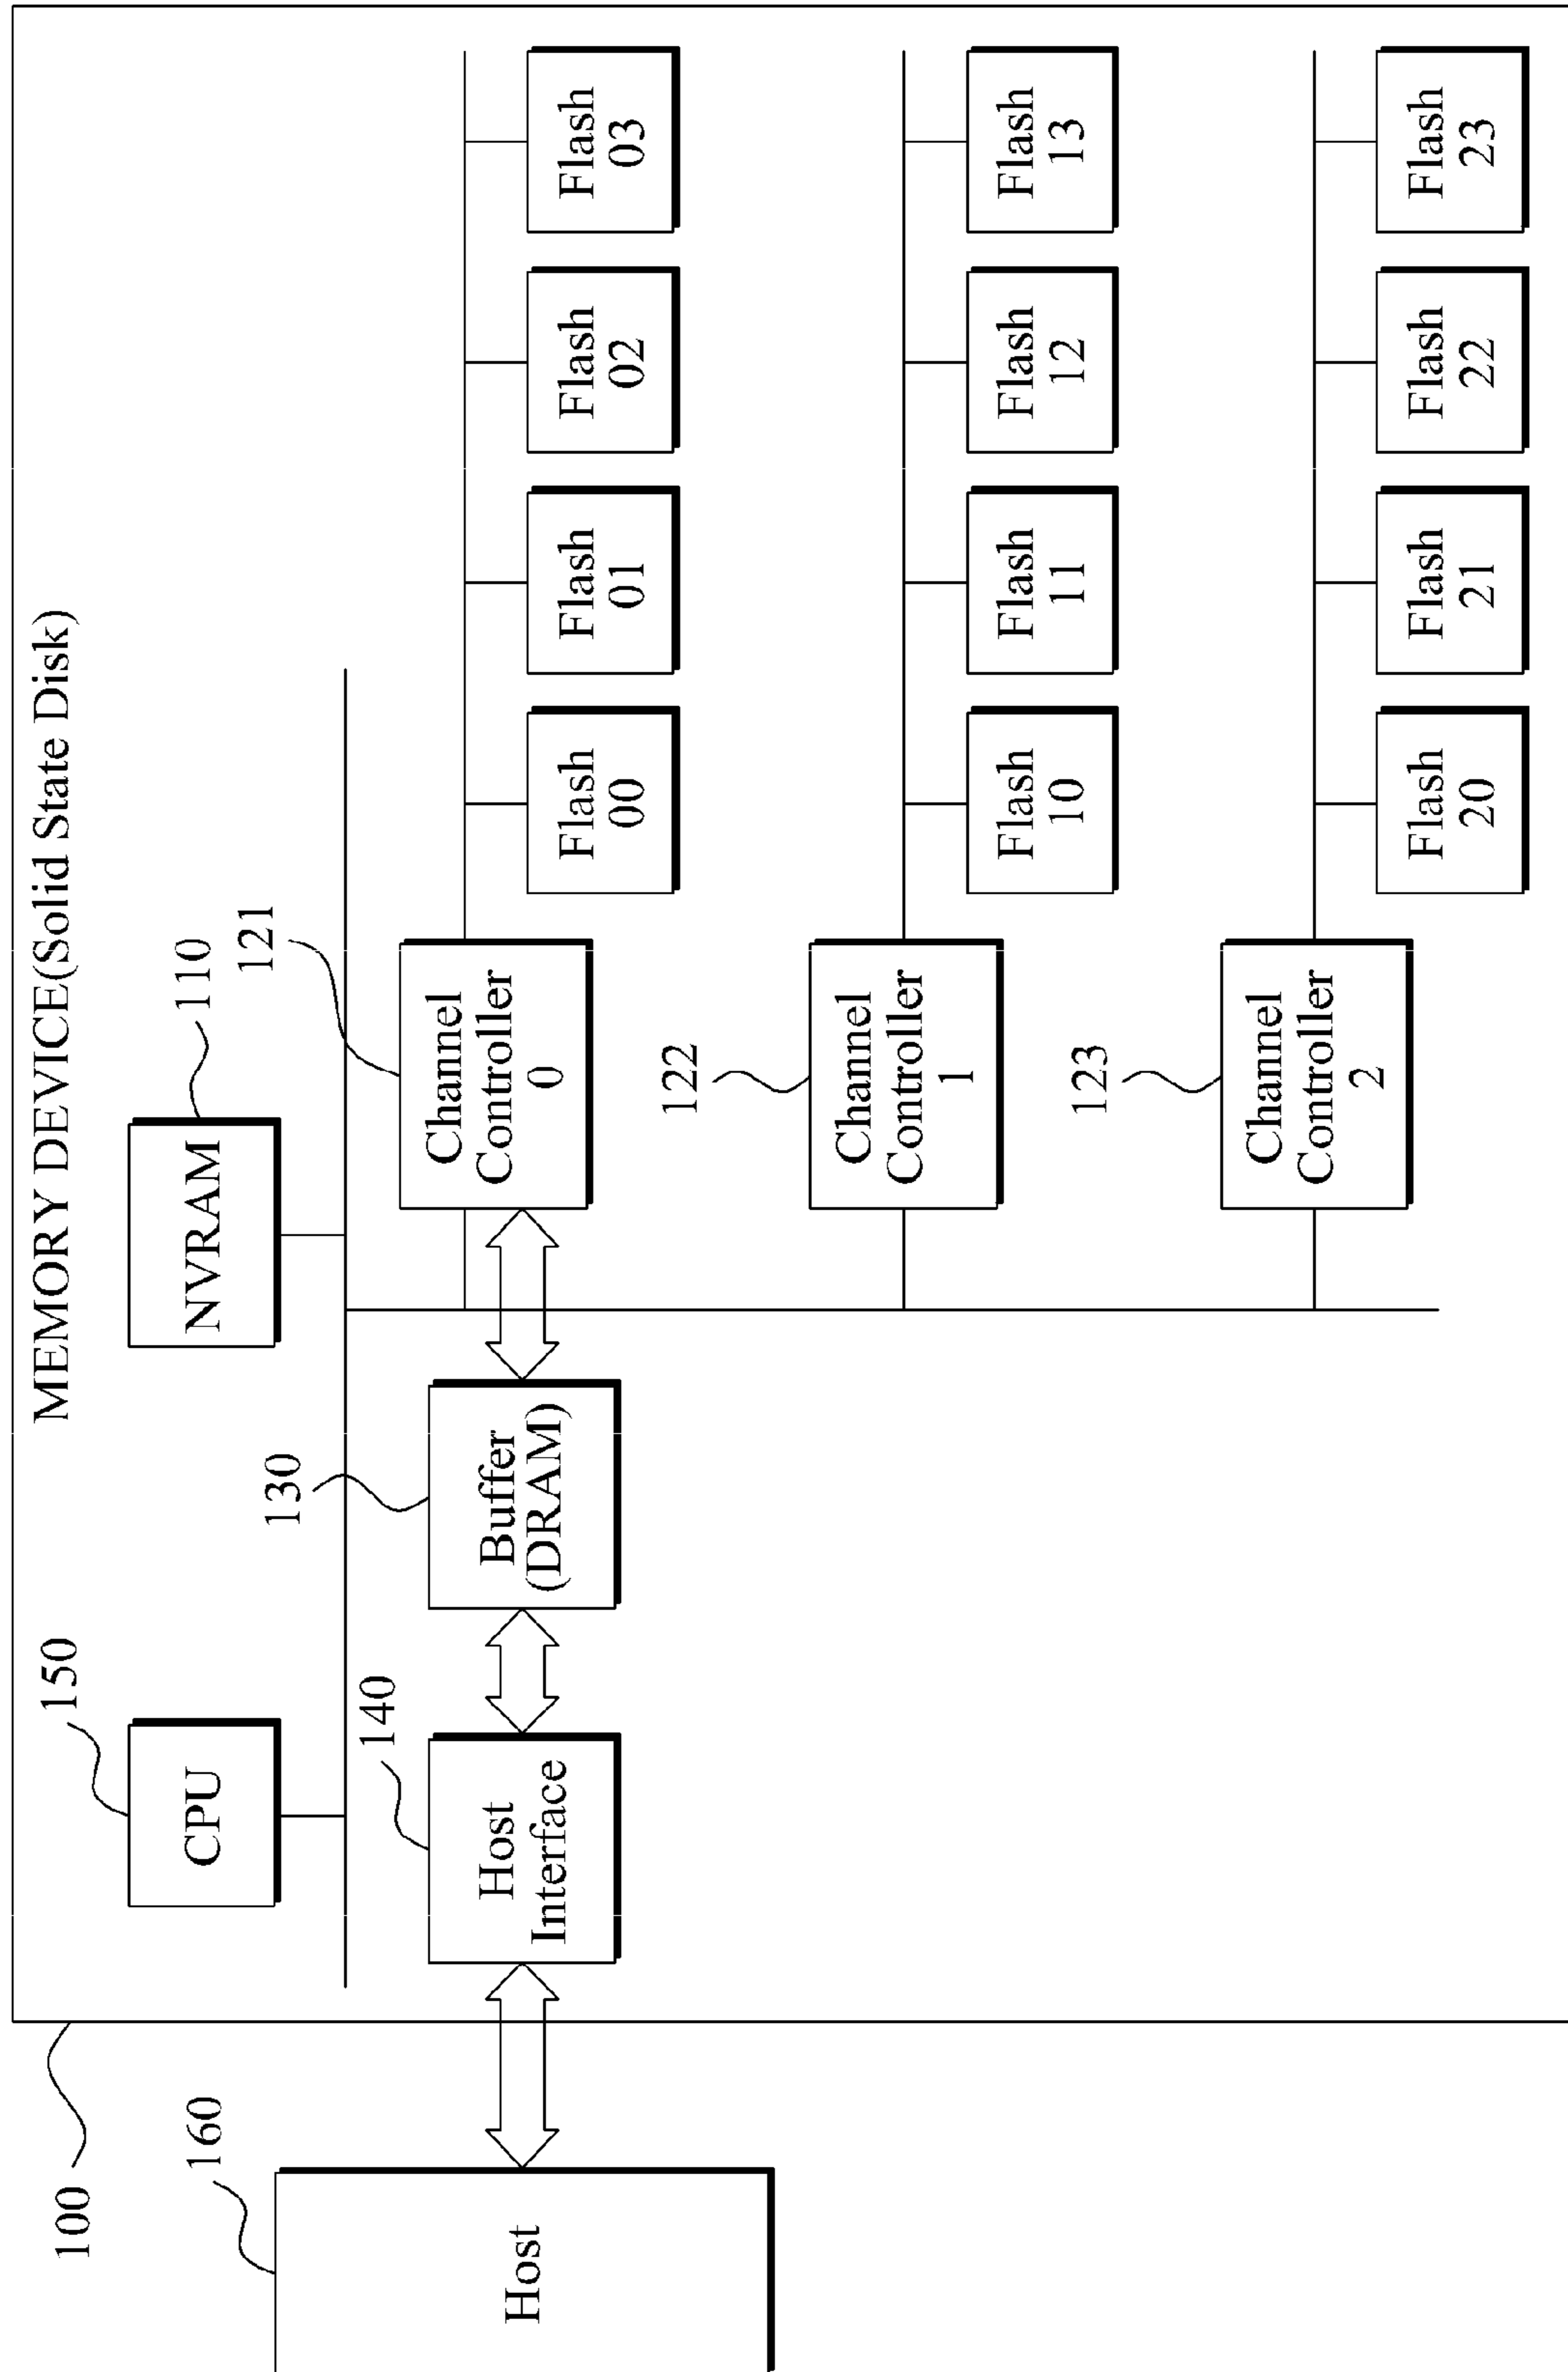 MEMORY DEVICE(Solid State Disk)
100
160
Host
150
CPU
110
NVRAM
140
Host
Interface
130
Buffer
(DRAM)
121
Channel
Controller
0
Flash
00
Flash
01
Flash
02
Flash
03
122
Channel
Controller
1
Flash
10
Flash
11
Flash
12
Flash
13
123
Channel
Controller
2
Flash
20
Flash
21
Flash
22
Flash
23